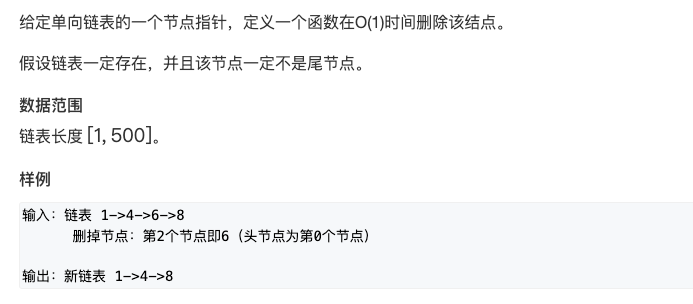 给定单向链表的一个节点指针，定义一个函数在O(1)时间删除该结点。
假设链表一定存在，并且该节点一定不是尾节点。
数据范围
链表长度 [1, 500]。
样例
输入：链表 1->4->6->8
删掉节点：第2个节点即6（头节点为第0个节点）
输出：新链表 1->4->8